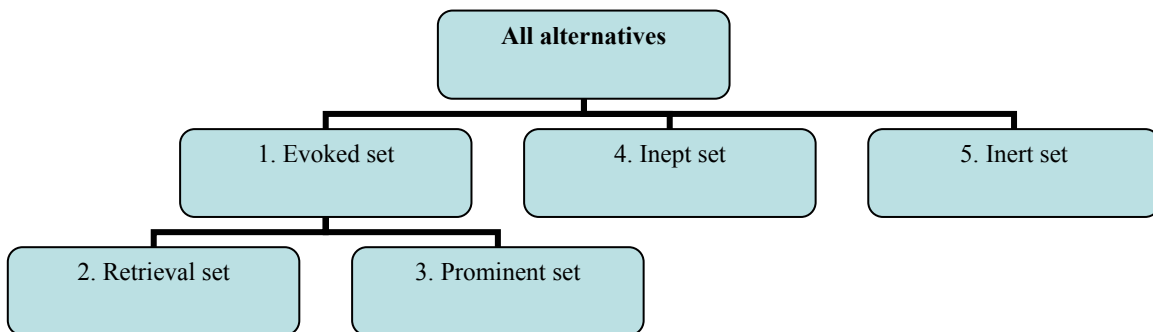 All alternatives
1. Evoked set
4. Inept set
5. Inert set
2. Retrieval set
3. Prominent set